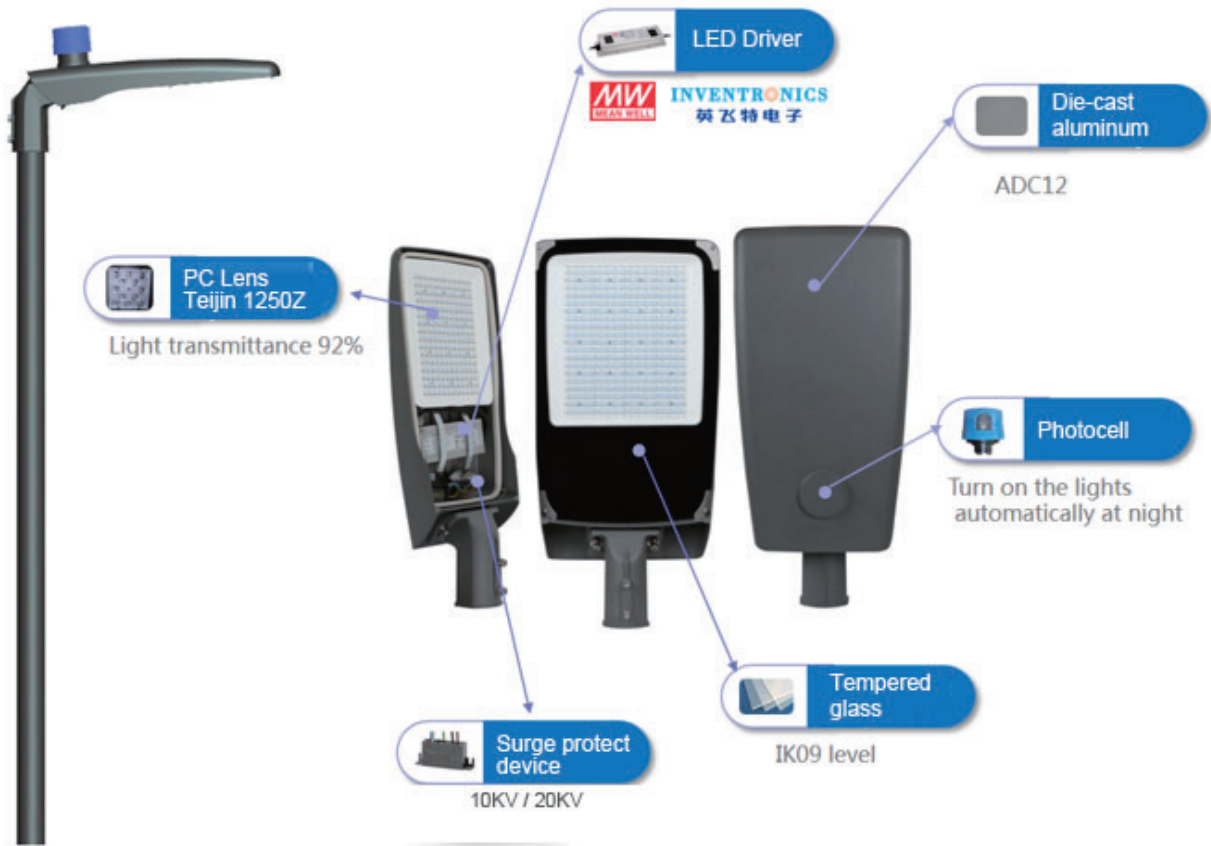 LED Driver
MW
MEAN WELL
INVENTRONICS
英飞特电子
Die-cast
aluminum
ADC12
PC Lens
Teijin 1250Z
Light transmittance 92%
Photocell
Turn on the lights
automatically at night
Tempered
glass
IK09 level
Surge protect
device
10KV / 20KV